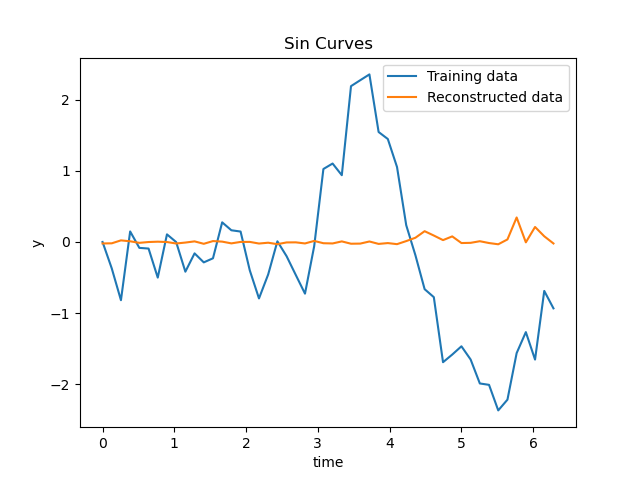 Sin Curves
Training data
Reconstructed data
2
1
0
−1
−2
y
0 1 2 3 4 5 6
time